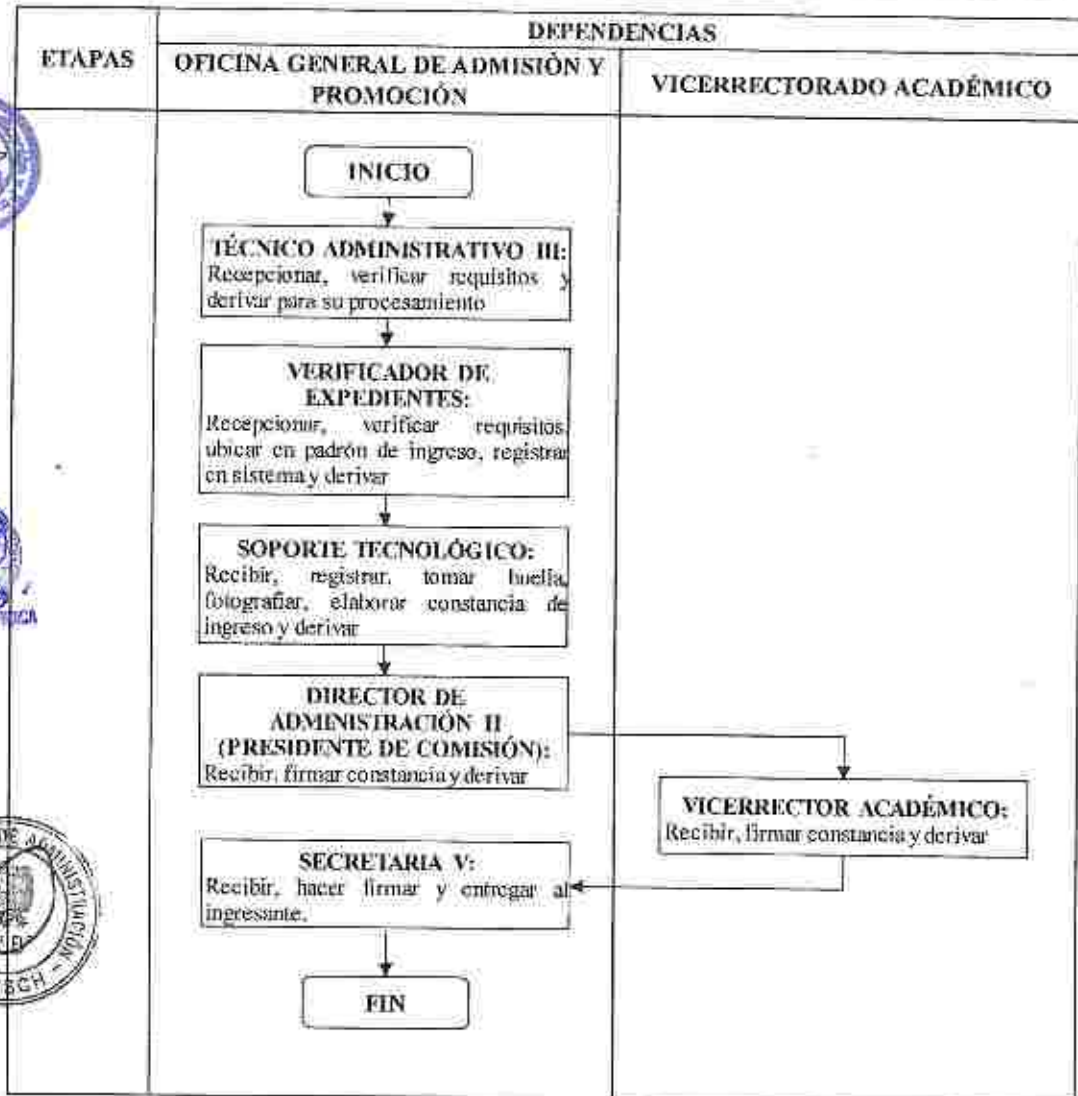 DEPENDENCIAS
ETAPAS
OFICINA GENERAL DE ADMISIÓN Y
PROMOCIÓN
VICERRECTORADO ACADÉMICO
INICIO
TÉCNICO ADMINISTRATIVO III:
Recepcionar, verificar requisitos y
derivar para su procesamiento
VERIFICADOR DE
EXPEDIENTES:
Recepcionar, verificar requisitos,
ubicar en padrón de ingreso, registrar
en sistema y derivar
SOPORTE TECNOLÓGICO:
Recibir, registrar, tomar huella,
fotografiar, elaborar constancia de
ingreso y derivar
DIRECTOR DE
ADMINISTRACIÓN II
(PRESIDENTE DE COMISIÓN):
Recibir, firmar constancia y derivar
VICERRECTOR ACADÉMICO:
Recibir, firmar constancia y derivar
SECRETARIA V:
Recibir, hacer firmar y entregar al
ingresante.
FIN
DE ADMINISTRACIÓN -